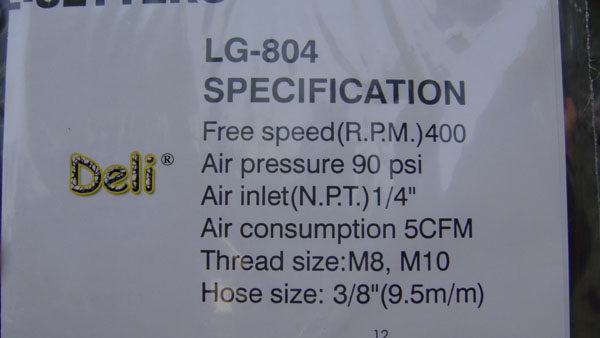 LG-804
SPECIFICATION
Free speed(R.P.M.)400
Deli®
Air pressure 90 psi
Air inlet(N.P.T.)1/4"
Air consumption 5CFM
Thread size:M8, M10
Hose size: 3/8"(9.5m/m)
12